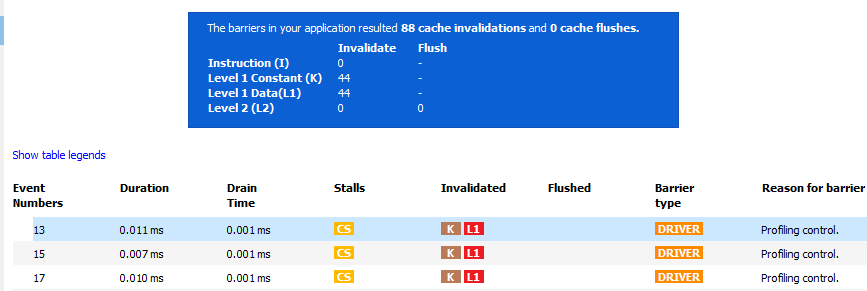 The barriers in your application resulted 88 cache invalidations and 0 cache flushes.
Invalidate Flush
Instruction (I) 0 -
Level 1 Constant (K) 44 -
Level 1 Data(L1) 44 -
Level 2 (L2) 0 0
Show table legends
Event Numbers Duration Drain Time Stalls Invalidated Flushed Barrier type Reason for barrier
13 0.011 ms 0.001 ms CS K L1 DRIVER Profiling control.
15 0.007 ms 0.001 ms CS K L1 DRIVER Profiling control.
17 0.010 ms 0.001 ms CS K L1 DRIVER Profiling control.